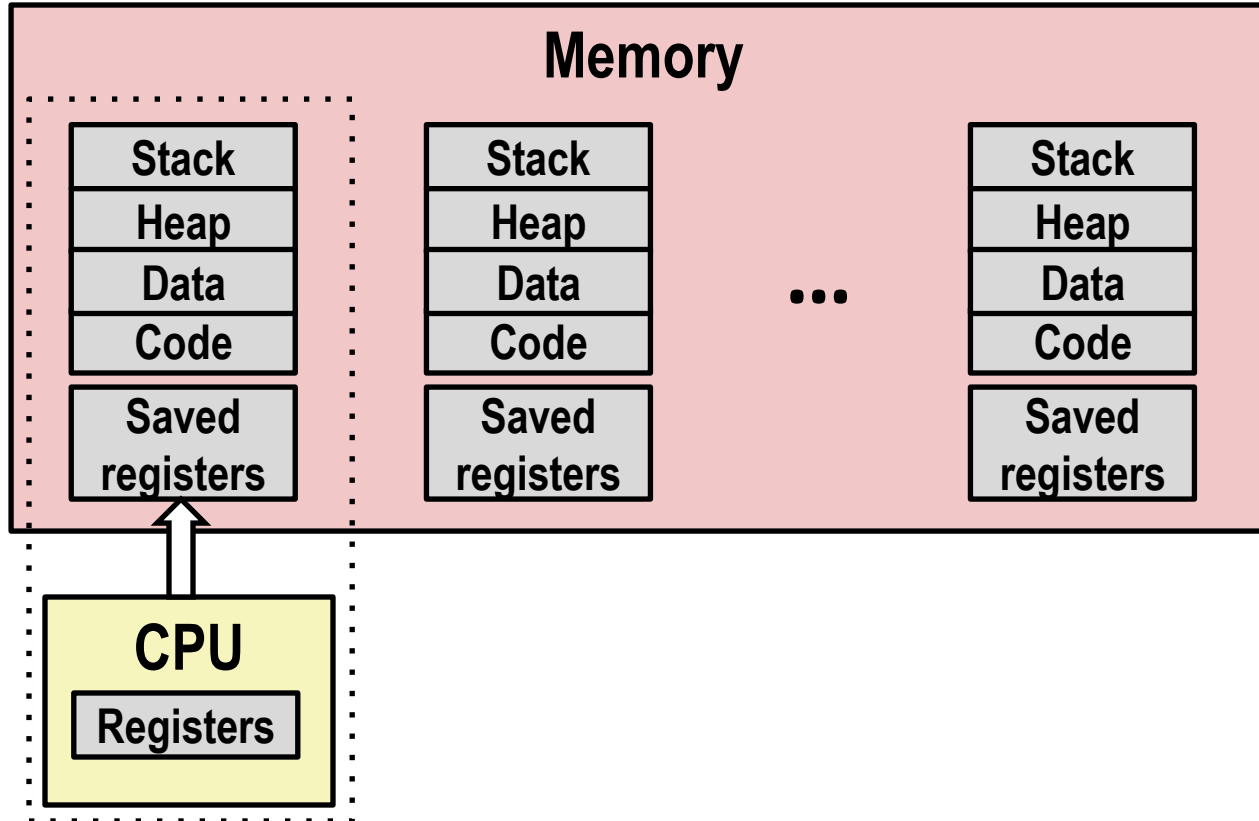 Memory
Stack
Heap
Data
Code
Saved
registers
Stack
Heap
Data
Code
Saved
registers
...
Stack
Heap
Data
Code
Saved
registers
CPU
Registers